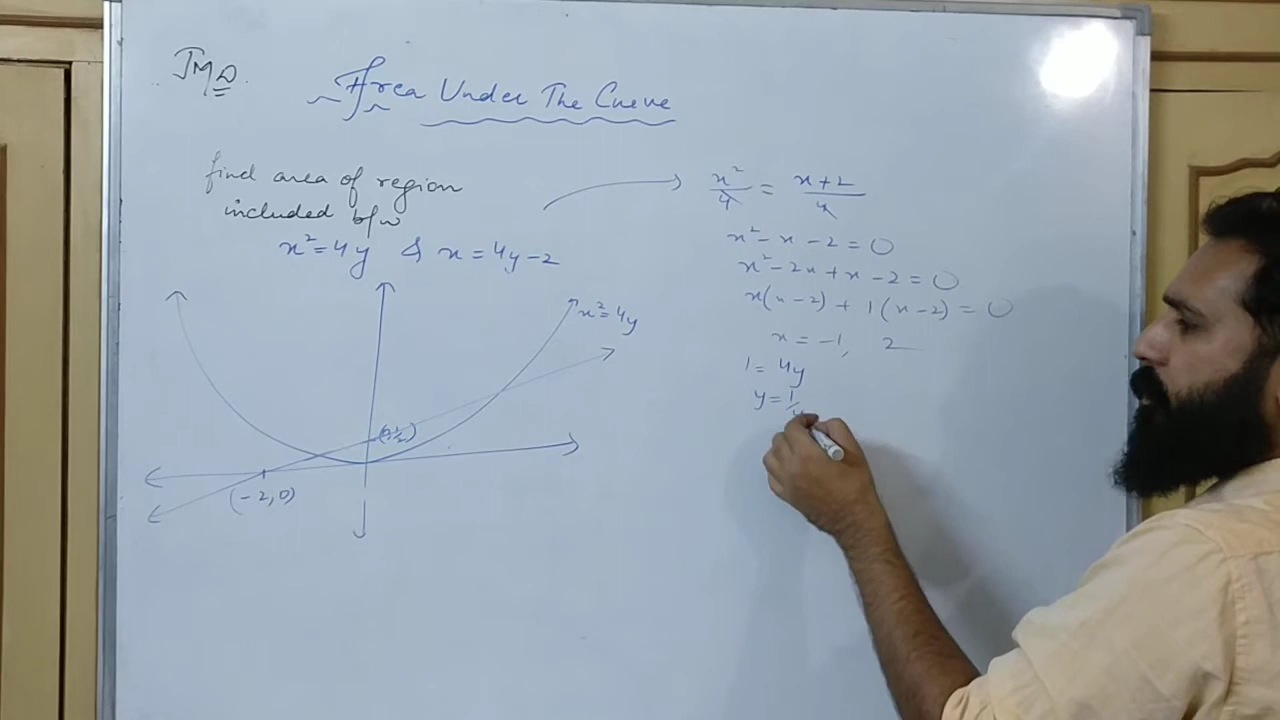 JMD.
Area Under The Curve
find area of region
included b/w
x²=4y & x=4y-2
x²=4y
(0,½)
(-2,0)
x²/4 = x+2/4
x²-x-2=0
x²-2x+x-2=0
x(x-2)+1(x-2)=0
x=-1, 2
1=4y
y=1/4